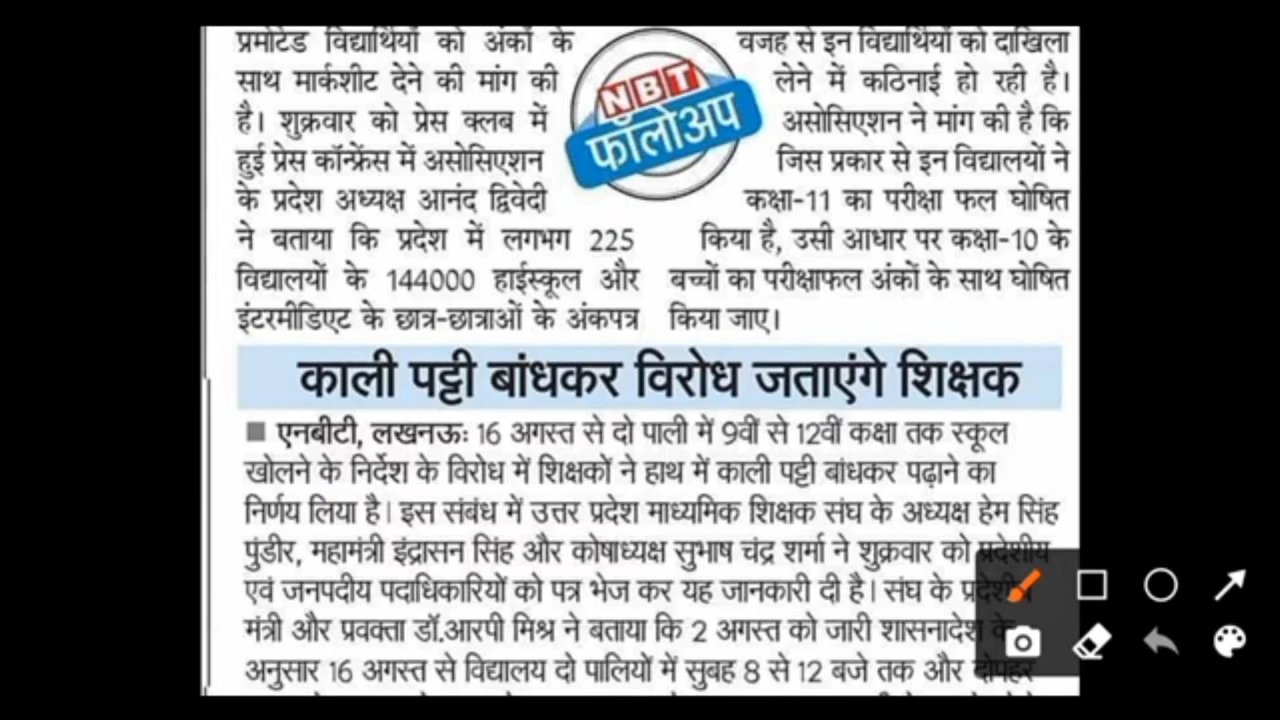 प्रमोटेड विद्यार्थियों को अंकों के
साथ मार्कशीट देने की मांग की
है। शुक्रवार को प्रेस क्लब में
हुई प्रेस कॉन्फ्रेंस में असोसिएशन
के प्रदेश अध्यक्ष आनंद द्विवेदी
ने बताया कि प्रदेश में लगभग 225
विद्यालयों के 144000 हाईस्कूल और
इंटरमीडिएट के छात्र-छात्राओं के अंकपत्र
NBT
फॉलोअप
वजह से इन विद्यार्थियों को दाखिला
लेने में कठिनाई हो रही है।
असोसिएशन ने मांग की है कि
जिस प्रकार से इन विद्यालयों ने
कक्षा-11 का परीक्षा फल घोषित
किया है, उसी आधार पर कक्षा-10 के
बच्चों का परीक्षाफल अंकों के साथ घोषित
किया जाए।
काली पट्टी बांधकर विरोध जताएंगे शिक्षक
■ एनबीटी, लखनऊ: 16 अगस्त से दो पाली में 9वीं से 12वीं कक्षा तक स्कूल
खोलने के निर्देश के विरोध में शिक्षकों ने हाथ में काली पट्टी बांधकर पढ़ाने का
निर्णय लिया है। इस संबंध में उत्तर प्रदेश माध्यमिक शिक्षक संघ के अध्यक्ष हेम सिंह
पुंडीर, महामंत्री इंद्रासन सिंह और कोषाध्यक्ष सुभाष चंद्र शर्मा ने शुक्रवार को प्रदेशीय
एवं जनपदीय पदाधिकारियों को पत्र भेज कर यह जानकारी दी है। संघ के
मंत्री और प्रवक्ता डॉ.आरपी मिश्र ने बताया कि 2 अगस्त को जारी शासनादेश के
अनुसार 16 अगस्त से विद्यालय दो पालियों में सुबह 8 से 12 बजे तक और दोपहर